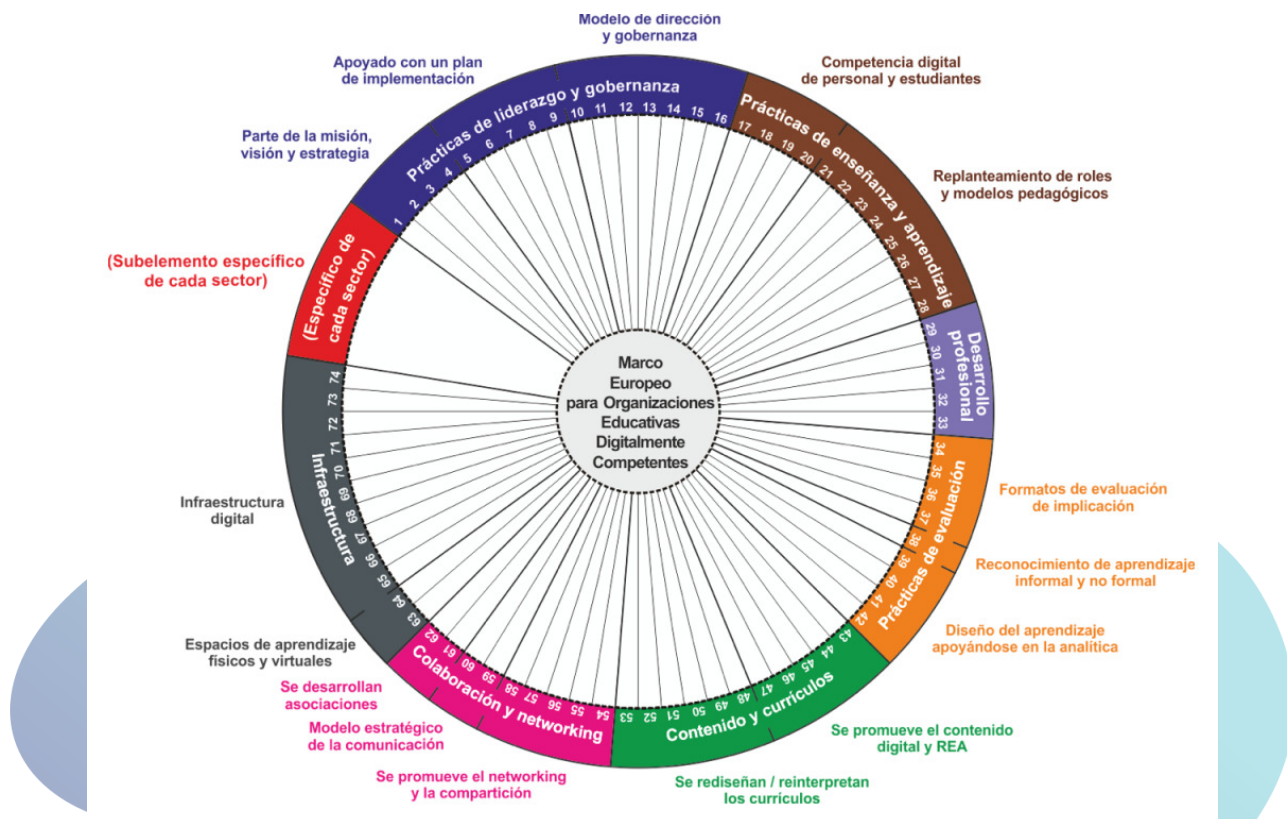 Modelo de dirección
y gobernanza
Apoyado con un plan
de implementación
Competencia digital
de personal y estudiantes
Parte de la misión,
visión y estrategia
Replanteamiento de roles
y modelos pedagógicos
(Subelemento específico
de cada sector)
Prácticas de liderazgo y gobernanza
1 2 3 4 5 6 7 8 9 10 11 12 13 14 15 16
Prácticas de enseñanza y aprendizaje
17 18 19 20 21 22 23 24 25 26 27 28
Desarrollo
profesional
29 30 31 32 33
Prácticas de evaluación
34 35 36 37 38 39 40 41 42
Contenido y currículos
43 44 45 46 47 48 49 50 51 52 53
Colaboración y networking
54 55 56 57 58 59 60 61 62
Infraestructura
63 64 65 66 67 68 69 70 71 72 73 74
(Específico de
cada sector)
Marco
Europeo
para Organizaciones
Educativas
Digitalmente
Competentes
Formatos de evaluación
de implicación
Reconocimiento de aprendizaje
informal y no formal
Diseño del aprendizaje
apoyándose en la analítica
Se promueve el contenido
digital y REA
Se rediseñan / reinterpretan
los currículos
Se promueve el networking
y la compartición
Modelo estratégico
de la comunicación
Se desarrollan
asociaciones
Espacios de aprendizaje
físicos y virtuales
Infraestructura
digital